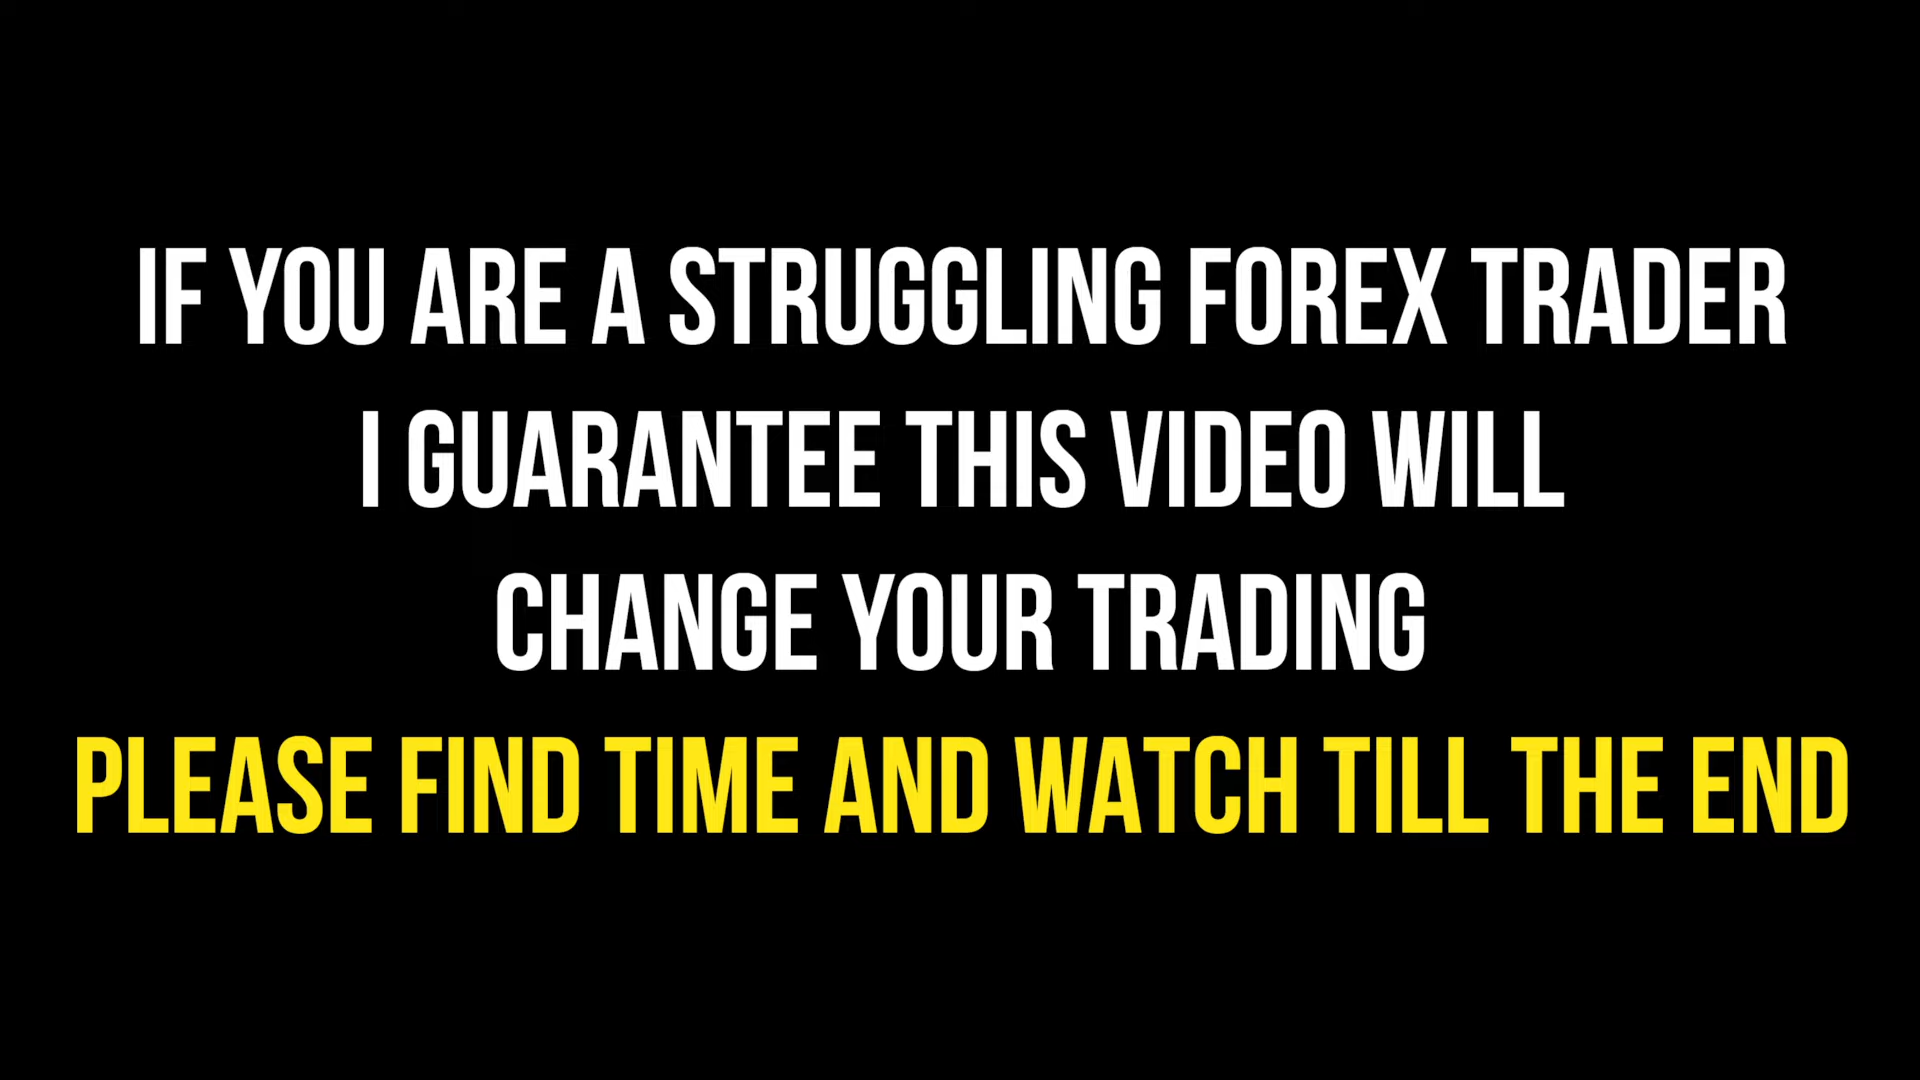 IF YOU ARE A STRUGGLING FOREX TRADER
I GUARANTEE THIS VIDEO WILL
CHANGE YOUR TRADING
PLEASE FIND TIME AND WATCH TILL THE END